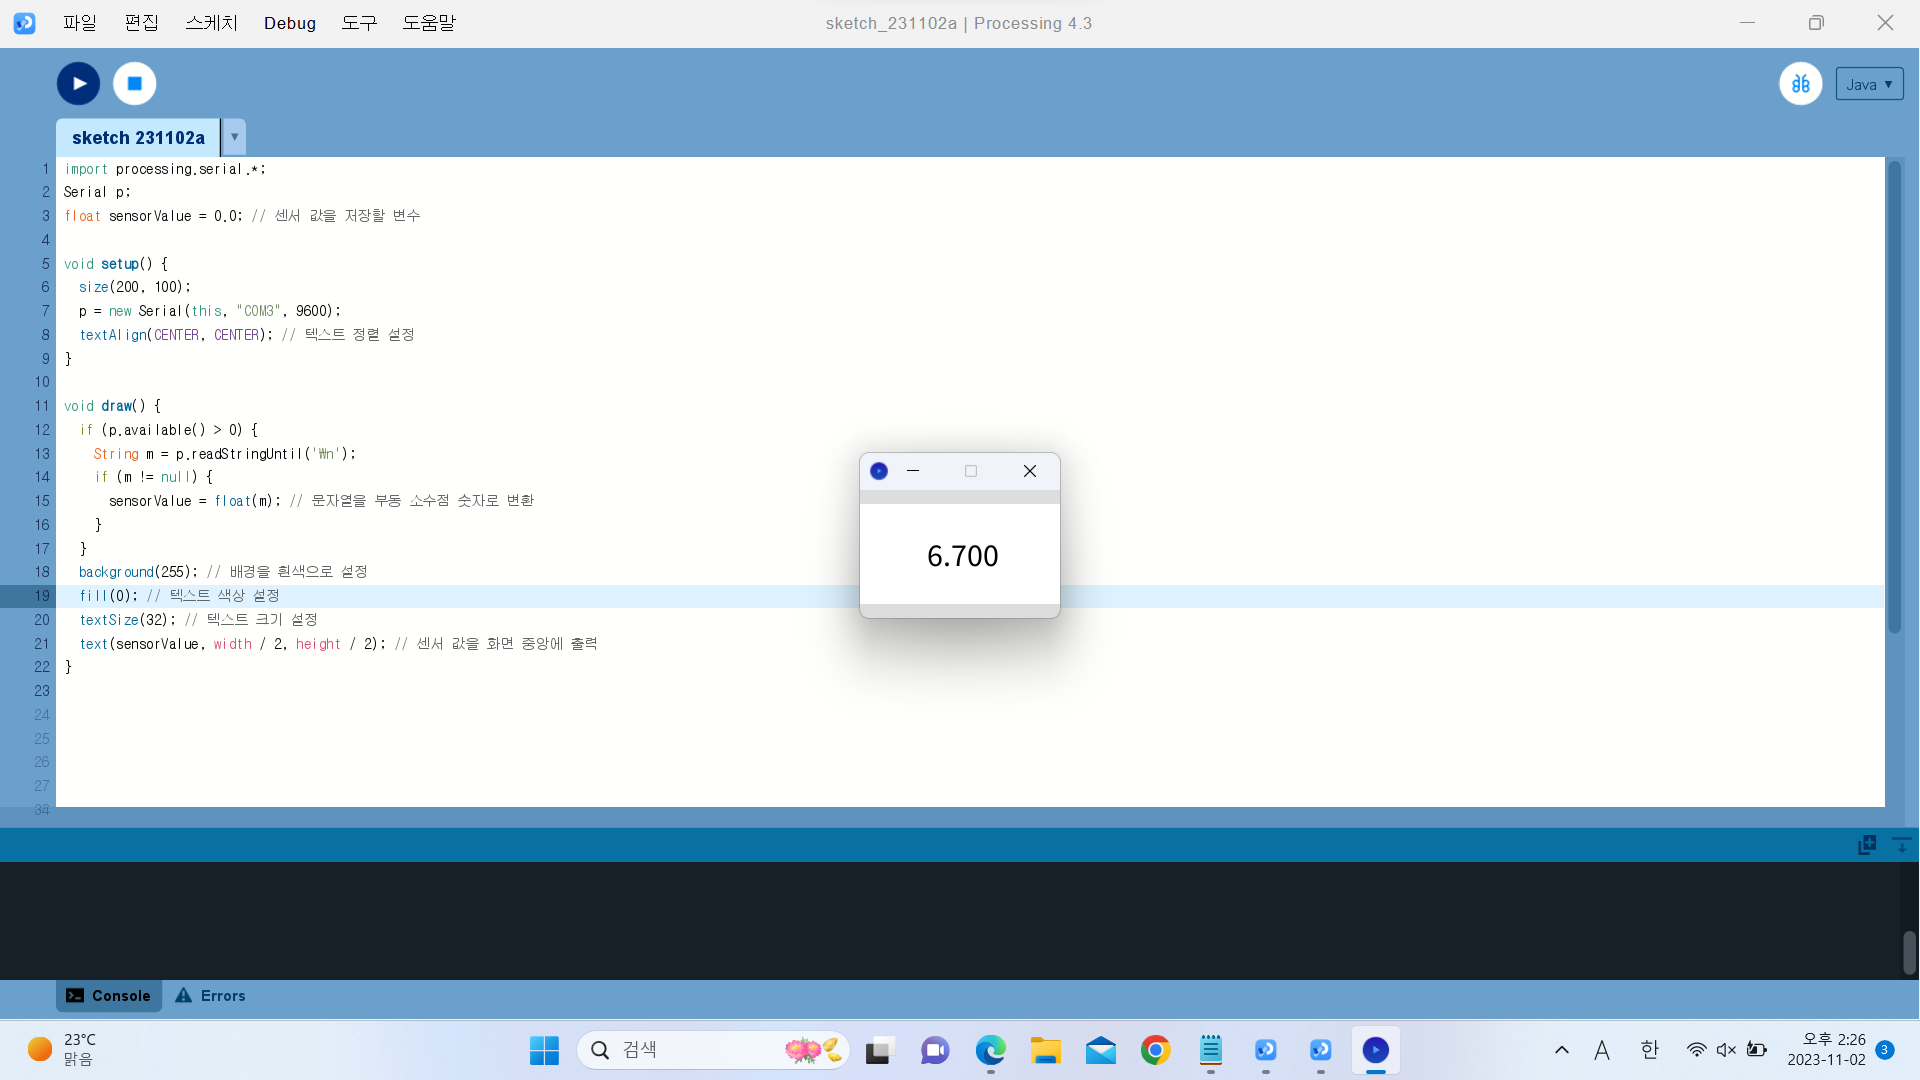 파일 편집 스케치 Debug 도구 도움말
sketch_231102a | Processing 4.3
Java ▼
sketch 231102a ▼
1 import processing.serial.*;
2 Serial p;
3 float sensorValue = 0.0; // 센서 값을 저장할 변수
4
5 void setup() {
6 size(200, 100);
7 p = new Serial(this, "COM3", 9600);
8 textAlign(CENTER, CENTER); // 텍스트 정렬 설정
9 }
10
11 void draw() {
12 if (p.available() > 0) {
13 String m = p.readStringUntil('₩n');
14 if (m != null) {
15 sensorValue = float(m); // 문자열을 부동 소수점 숫자로 변환
16 }
17 }
18 background(255); // 배경을 흰색으로 설정
19 fill(0); // 텍스트 색상 설정
20 textSize(32); // 텍스트 크기 설정
21 text(sensorValue, width / 2, height / 2); // 센서 값을 화면 중앙에 출력
22 }
23
24
25
26
27
6.700
Console Errors
23°C
맑음
검색
A 한
오후 2:26
2023-11-02 3